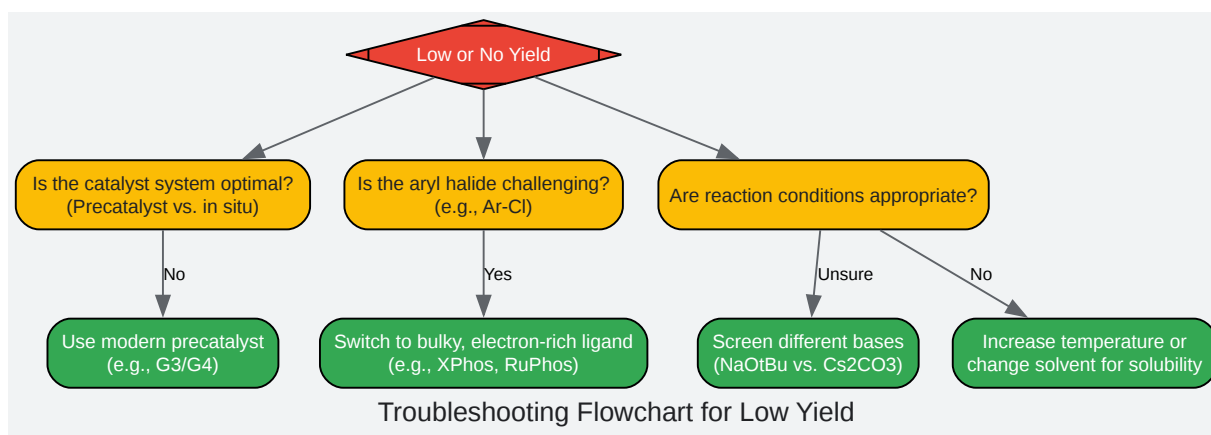 Low or No Yield
Is the catalyst system optimal?
(Precatalyst vs. in situ)
Is the aryl halide challenging?
(e.g., Ar-Cl)
Are reaction conditions appropriate?
No
Yes
Unsure
No
Use modern precatalyst
(e.g., G3/G4)
Switch to bulky, electron-rich ligand
(e.g., XPhos, RuPhos)
Screen different bases
(NaOtBu vs. Cs2CO3)
Increase temperature or
change solvent for solubility
Troubleshooting Flowchart for Low Yield